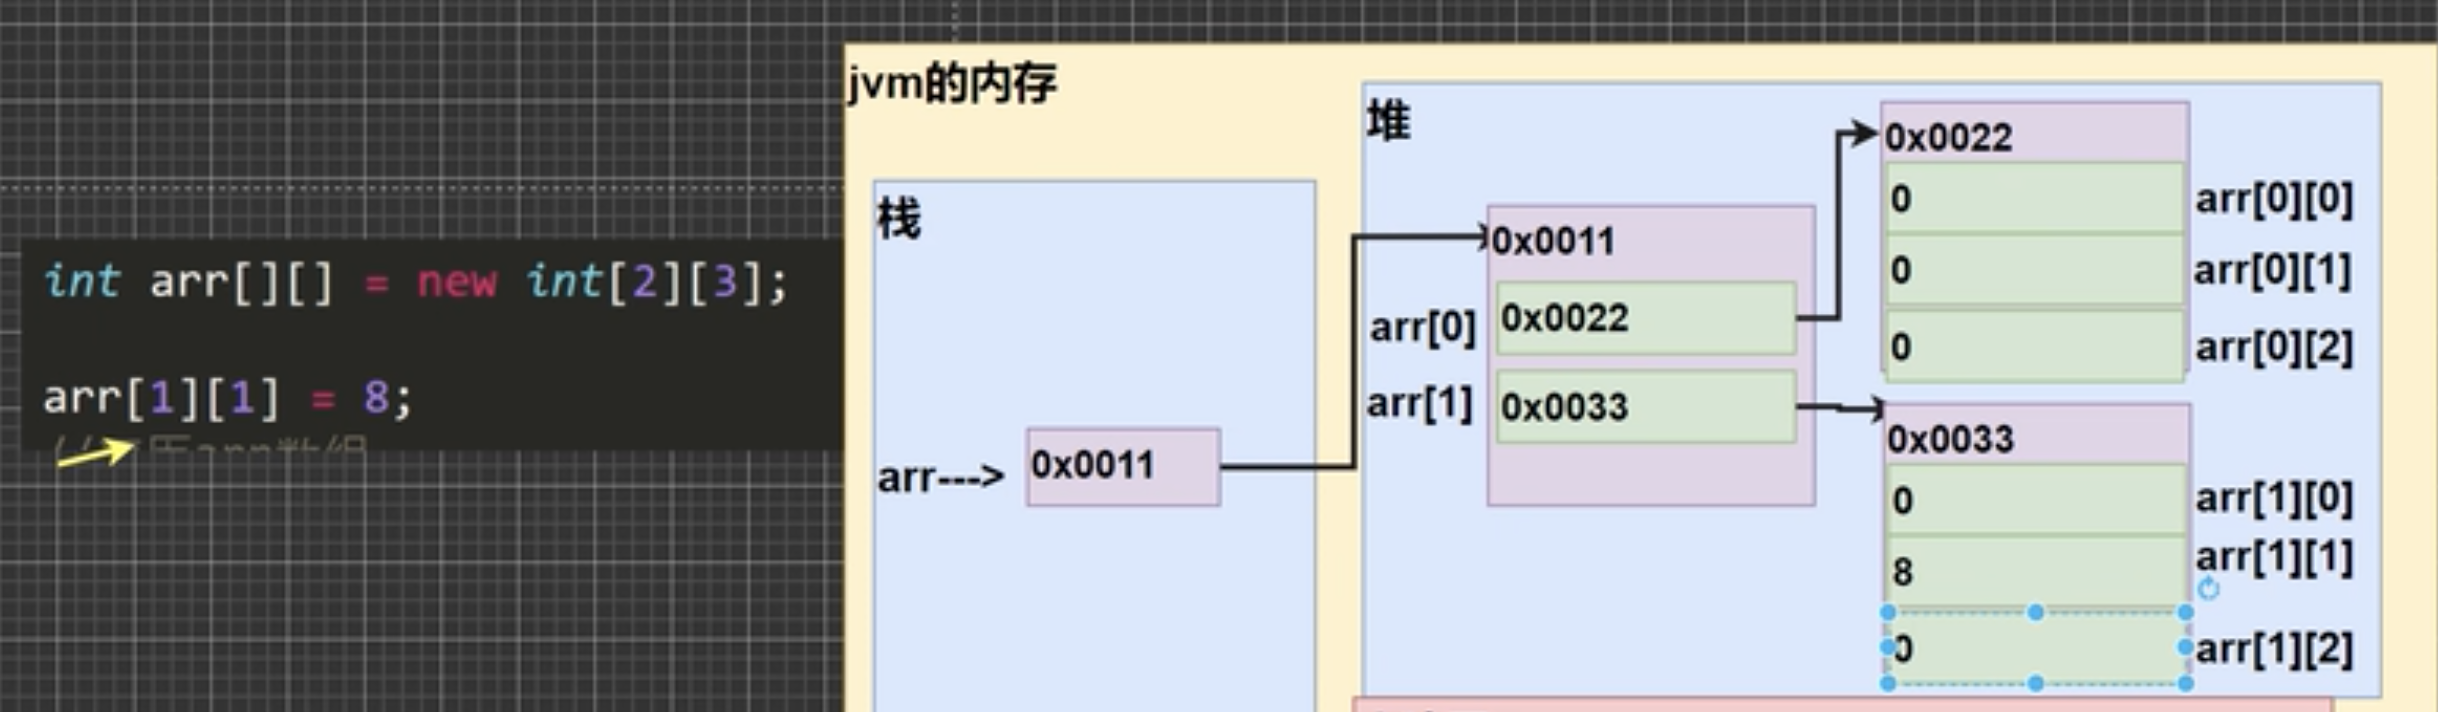 int arr[][] = new int[2][3];
arr[1][1] = 8;
jvm的内存
栈
arr--->
0x0011
堆
0x0011
arr[0]
0x0022
arr[1]
0x0033
0x0022
0
arr[0][0]
0
arr[0][1]
0
arr[0][2]
0x0033
0
arr[1][0]
8
arr[1][1]
0
arr[1][2]